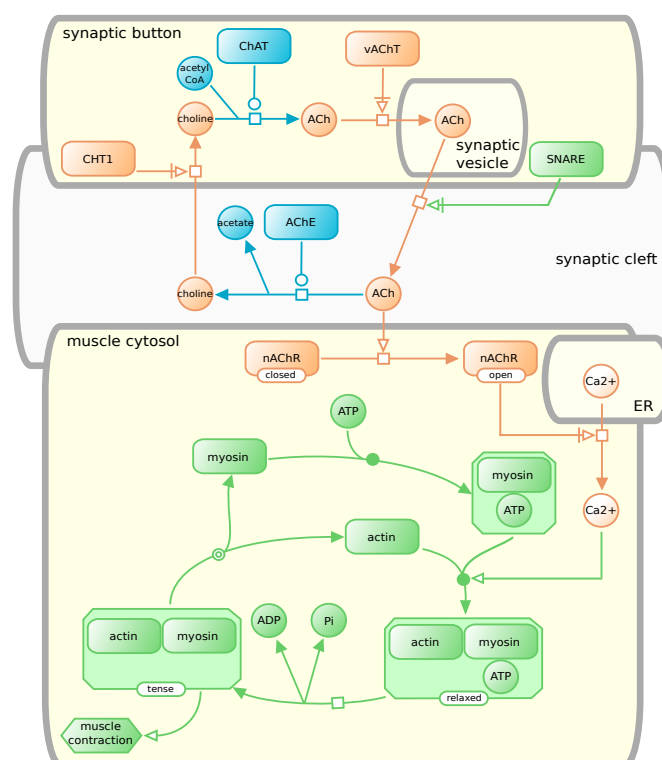 synaptic button
ChAT
vAChT
acetyl
CoA
choline
ACh
ACh
synaptic
vesicle
CHT1
SNARE
acetate
AChE
synaptic cleft
choline
ACh
muscle cytosol
nAChR
closed
nAChR
open
Ca2+
ER
ATP
myosin
myosin
ATP
Ca2+
actin
actin
myosin
tense
ADP
Pi
actin
myosin
ATP
relaxed
muscle
contraction